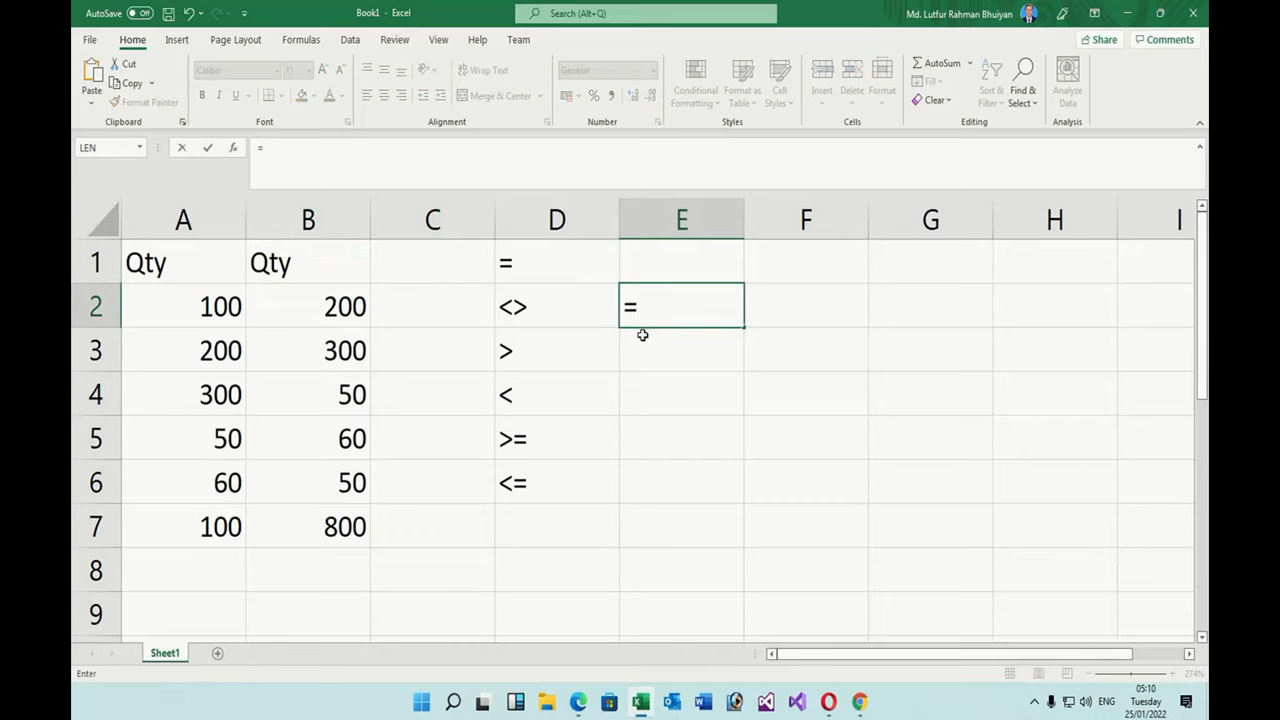 AutoSave Off Book1 - Excel Search (Alt+Q) Md. Lutfur Rahman Bhuiyan
File Home Insert Page Layout Formulas Data Review View Help Team Share Comments
Paste Cut Copy Format Painter
Calibri 11 B I U A A A
Wrap Text Merge & Center
General %
Conditional Formatting Format as Table Cell Styles
Insert Delete Format
AutoSum Fill Clear Sort & Filter Find & Select
Analyze Data
Clipboard Font Alignment Number Styles Cells Editing Analysis
LEN fx =
A B C D E F G H I
1 Qty Qty =
2 100 200 <> =
3 200 300 >
4 300 50 <
5 50 60 >=
6 60 50 <=
7 100 800
8
9
Sheet1
Enter 274%
ENG 05:10 Tuesday 25/01/2022